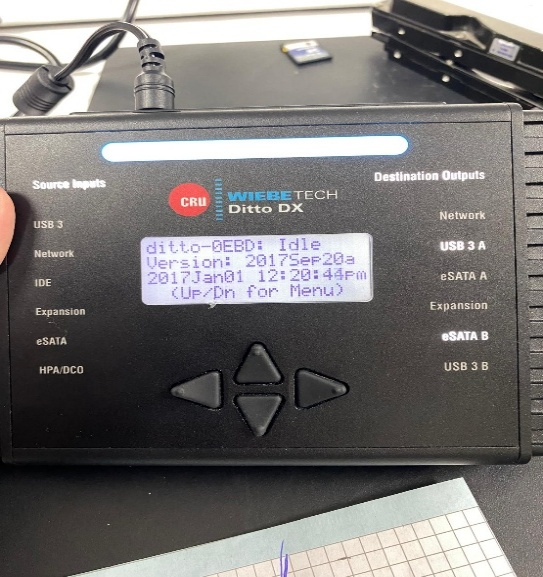 Source Inputs
USB 3
Network
IDE
Expansion
eSATA
HPA/DCO
CRU WIEBETECH
Ditto DX
ditto-0EBD: Idle
Version: 2017Sep20a
2017Jan01 12:20:44pm
(Up/Dn for Menu)
Destination Outputs
Network
USB 3 A
eSATA A
Expansion
eSATA B
USB 3 B